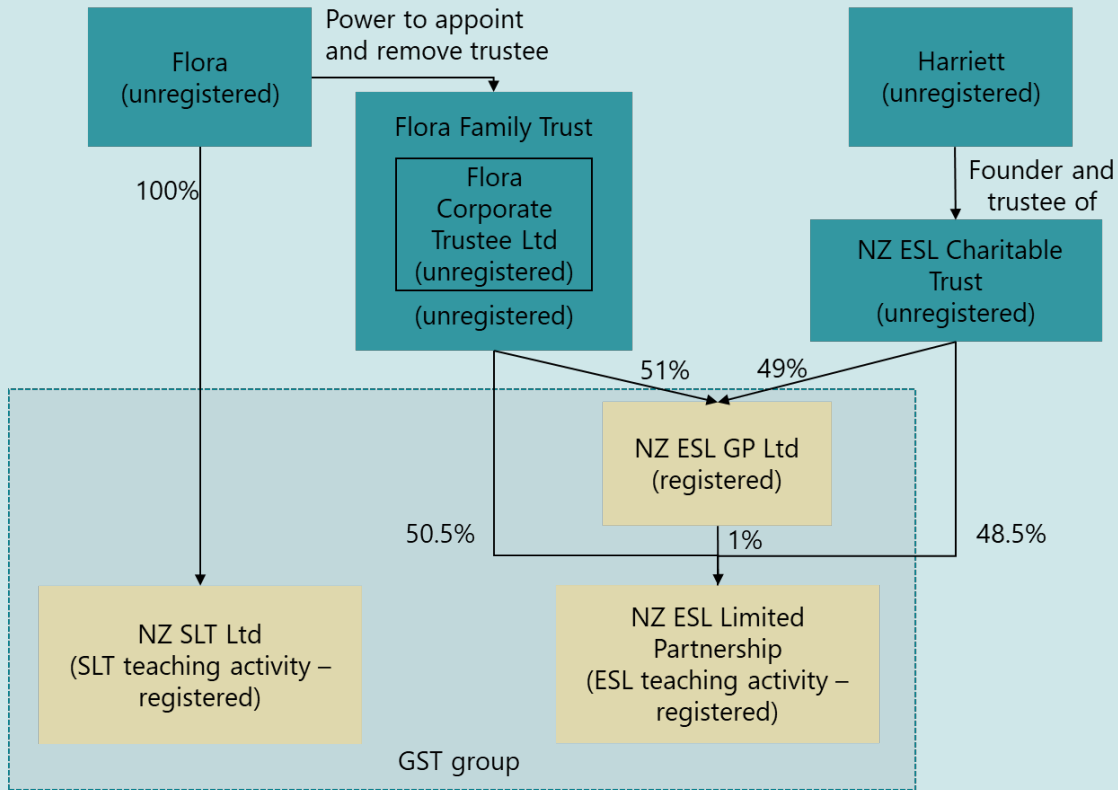 Flora
(unregistered)
Power to appoint
and remove trustee
Harriett
(unregistered)
Flora Family Trust
Flora
Corporate
Trustee Ltd
(unregistered)
(unregistered)
100%
Founder and
trustee of
NZ ESL Charitable
Trust
(unregistered)
51%
49%
NZ ESL GP Ltd
(registered)
50.5%
1%
48.5%
NZ SLT Ltd
(SLT teaching activity –
registered)
NZ ESL Limited
Partnership
(ESL teaching activity –
registered)
GST group